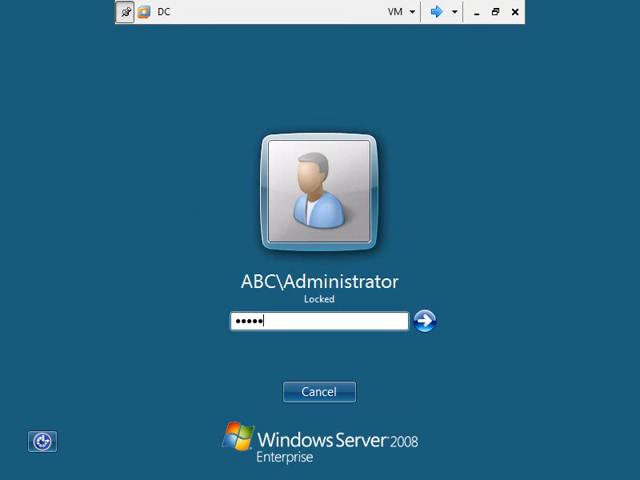 DC
VM
ABC\Administrator
Locked
•••••
Cancel
Windows Server 2008
Enterprise